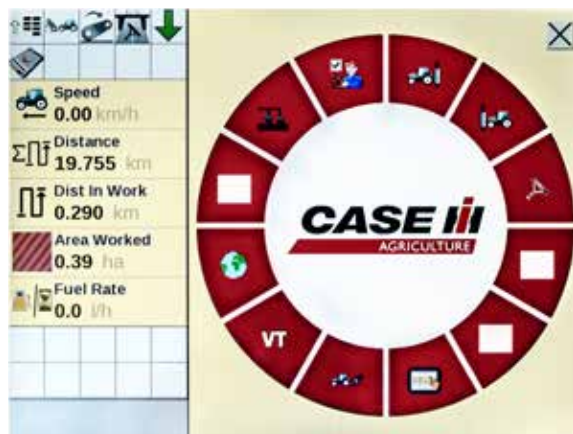 Speed
0.00 km/h
Distance
19.755 km
Dist In Work
0.290 km
Area Worked
0.39 ha
Fuel Rate
0.0 l/h
CASE IH
AGRICULTURE
VT